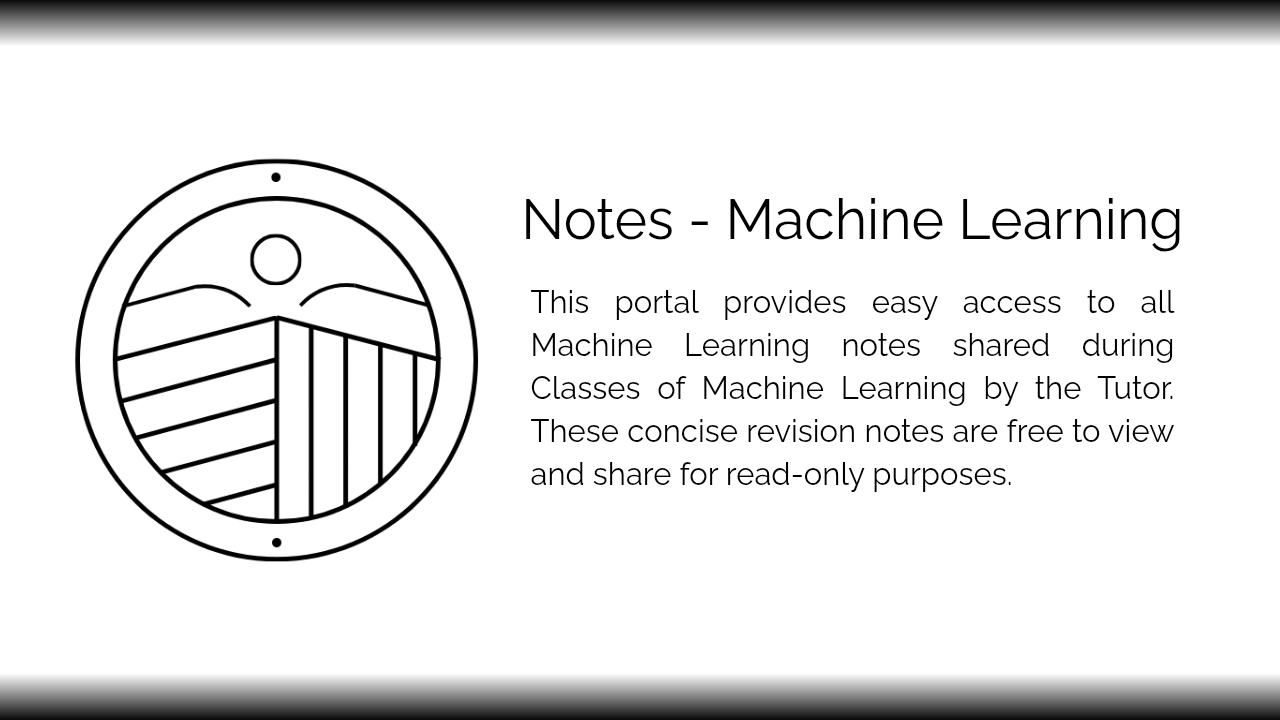 Notes - Machine Learning
This portal provides easy access to all
Machine Learning notes shared during
Classes of Machine Learning by the Tutor.
These concise revision notes are free to view
and share for read-only purposes.